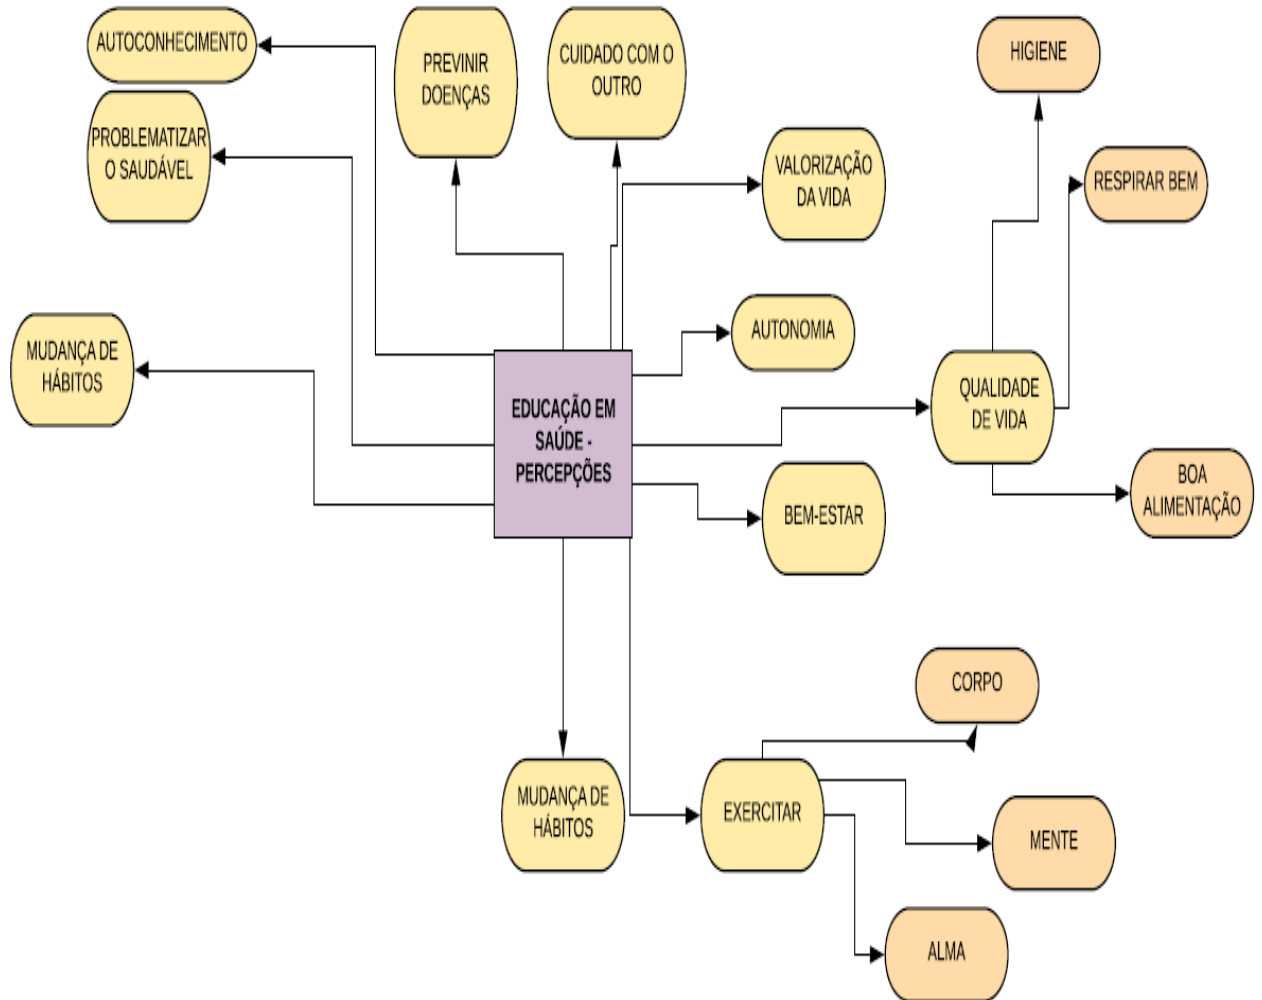 AUTOCONHECIMENTO
PREVINIR
DOENÇAS
CUIDADO COM O
OUTRO
HIGIENE
PROBLEMATIZAR
O SAUDÁVEL
VALORIZAÇÃO
DA VIDA
RESPIRAR BEM
MUDANÇA DE
HÁBITOS
AUTONOMIA
EDUCAÇÃO EM
SAÚDE -
PERCEPÇÕES
QUALIDADE
DE VIDA
BEM-ESTAR
BOA
ALIMENTAÇÃO
CORPO
MUDANÇA DE
HÁBITOS
EXERCITAR
MENTE
ALMA